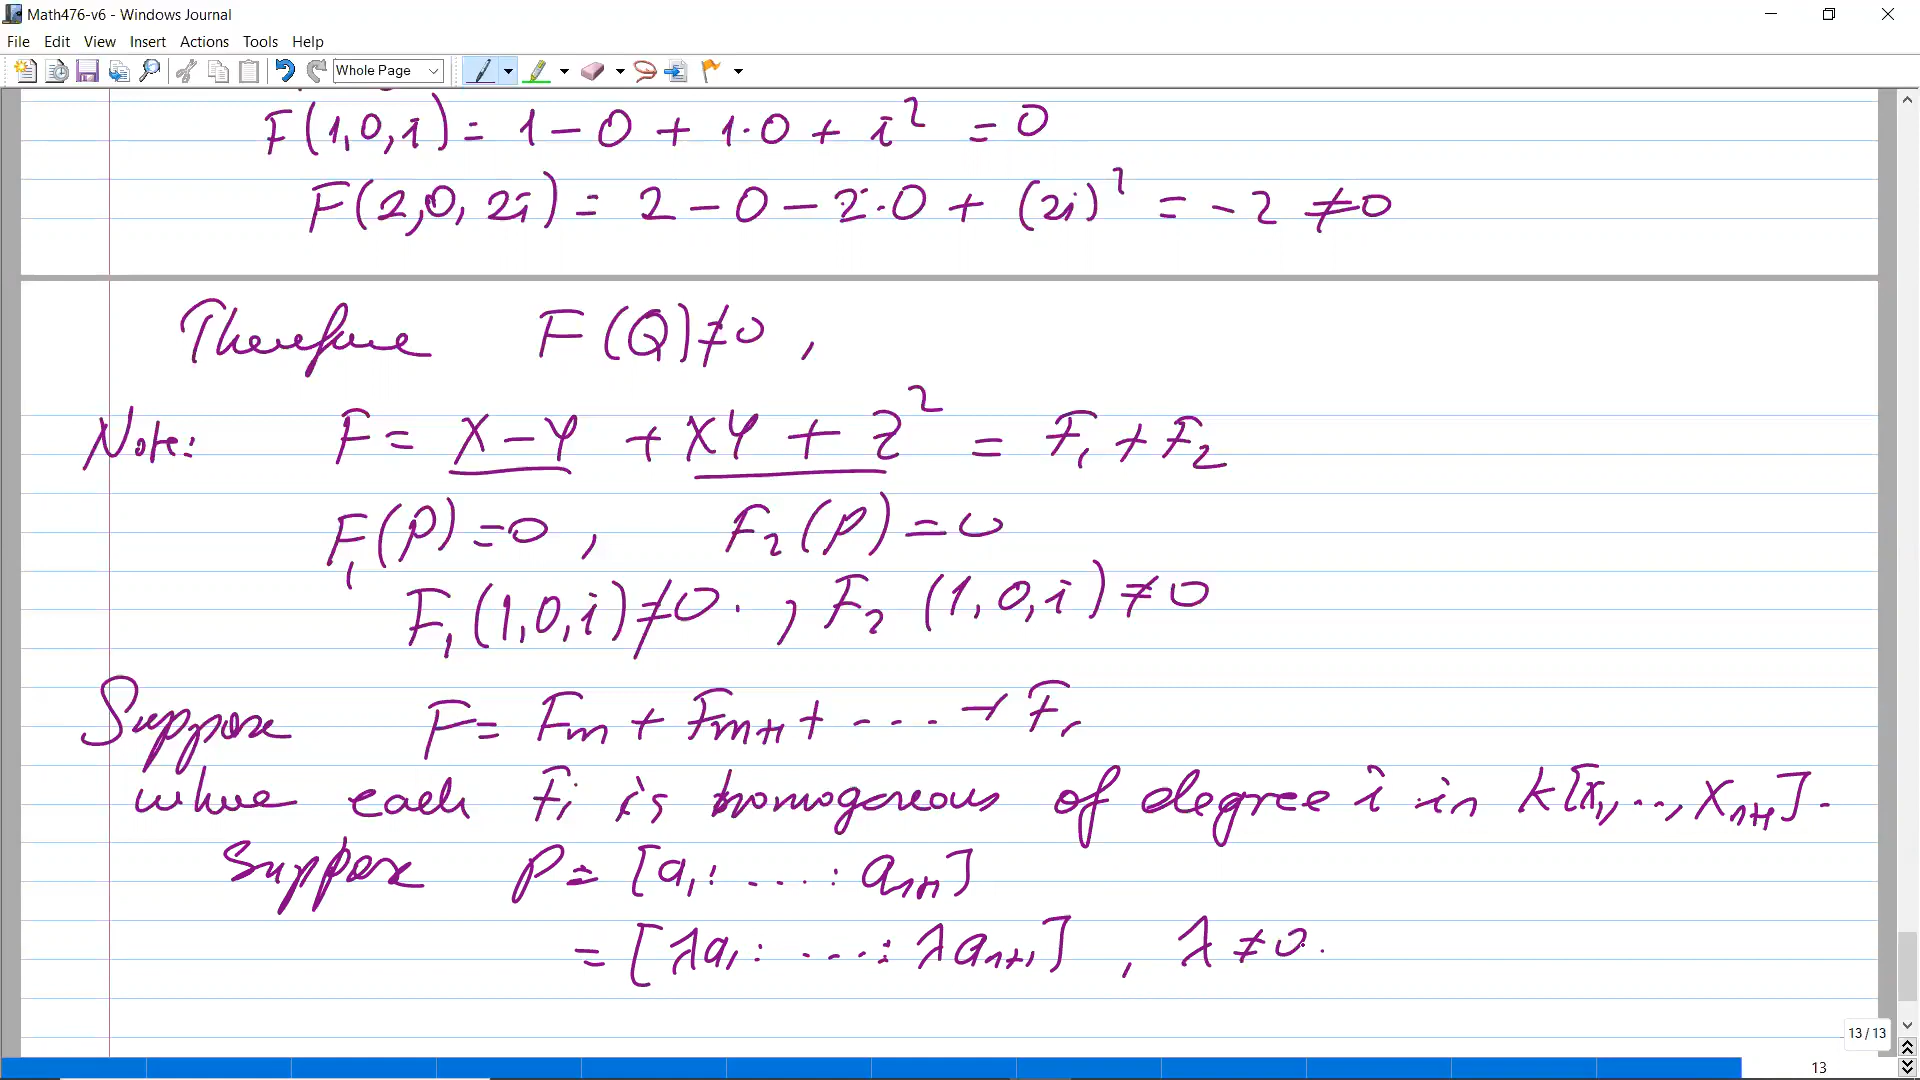 Math476-v6 - Windows Journal
File Edit View Insert Actions Tools Help
Whole Page
F(1,0,i) = 1 – 0 + 1·0 + i² = 0
F(2,0,2i) = 2 – 0 – 2·0 + (2i)² = -2 ≠ 0
Therefore F(Q) ≠ 0 ,
Note: F = X – Y + XY + Z² = F₁ + F₂
F₁(P) = 0 , F₂(P) = 0
F₁(1,0,i) ≠ 0. , F₂(1,0,i) ≠ 0
Suppose F = Fₘ + Fₘ₊₁ + ---- + Fᵣ
where each Fᵢ is homogeneous of degree i in k[X₁, .., Xₙ₊₁].
Suppose P = [a₁: ....: aₙ₊₁]
= [λa₁: ....: λaₙ₊₁] , λ ≠ 0.
13 / 13
13